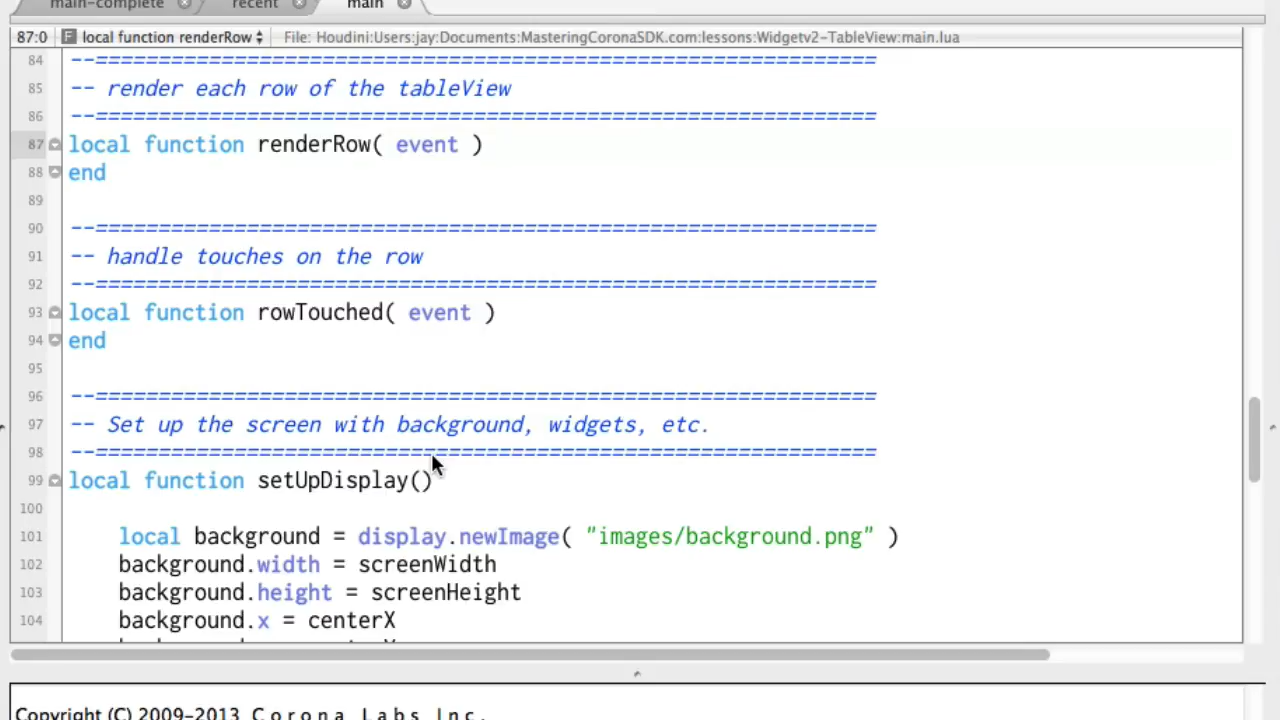 main-complete recent main
87:0 F local function renderRow File: Houdini:Users:jay:Documents:MasteringCoronaSDK.com:lessons:Widgetv2-TableView:main.lua
84 --==============================================================
85 -- render each row of the tableView
86 --==============================================================
87 local function renderRow( event )
88 end
89
90 --==============================================================
91 -- handle touches on the row
92 --==============================================================
93 local function rowTouched( event )
94 end
95
96 --==============================================================
97 -- Set up the screen with background, widgets, etc.
98 --==============================================================
99 local function setUpDisplay()
100
101 local background = display.newImage( "images/background.png" )
102 background.width = screenWidth
103 background.height = screenHeight
104 background.x = centerX
Copyright (C) 2009-2013 Corona Labs Inc.